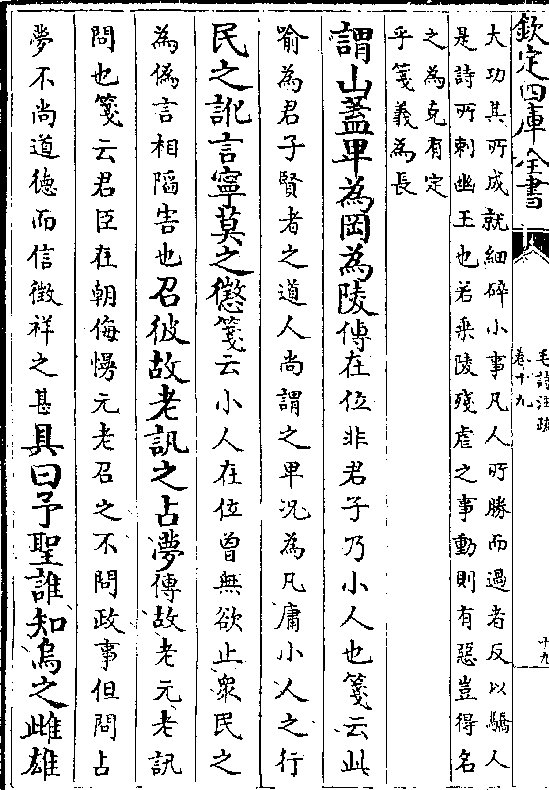 欽定四庫全書
毛詩注疏
卷十九
十九
大功其所成就細碎小事凡人所勝而過者反以驕人
是詩所刺幽王也若乘陵殘虐之事動則有惡豈得名
之為克有定
乎箋義為長
謂山蓋卑為岡為陵傳在位非君子乃小人也箋云此
喻為君子賢者之道人尚謂之卑況為凡庸小人之行
民之訛言寧莫之懲箋云小人在位曾無欲止衆民之
為偽言相陷害也召彼故老訊之占夢傳故老元老訊
問也箋云君臣在朝侮慢元老召之不問政事但問占
夢不尚道德而信徴祥之甚具曰予聖誰知烏之雌雄